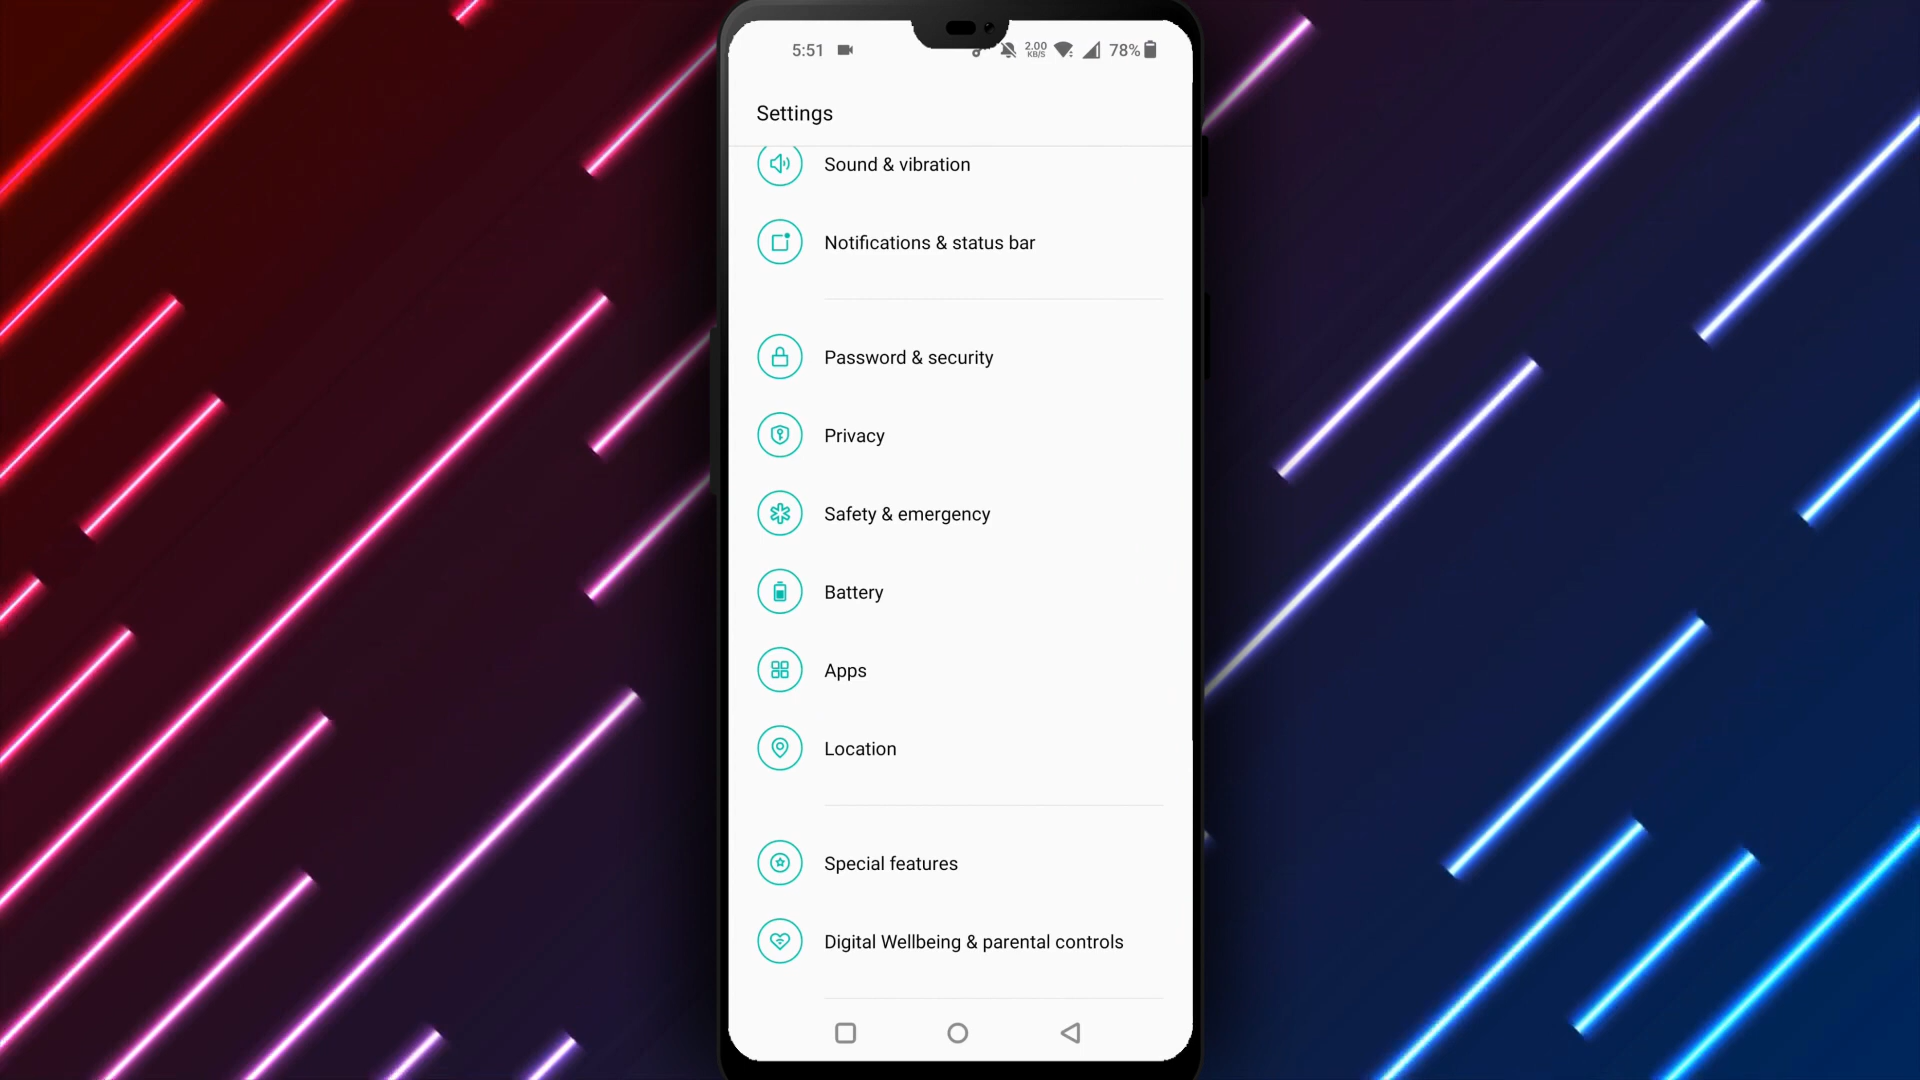 5:51 2.00 KB/S 78%
Settings
Sound & vibration
Notifications & status bar
Password & security
Privacy
Safety & emergency
Battery
Apps
Location
Special features
Digital Wellbeing & parental controls